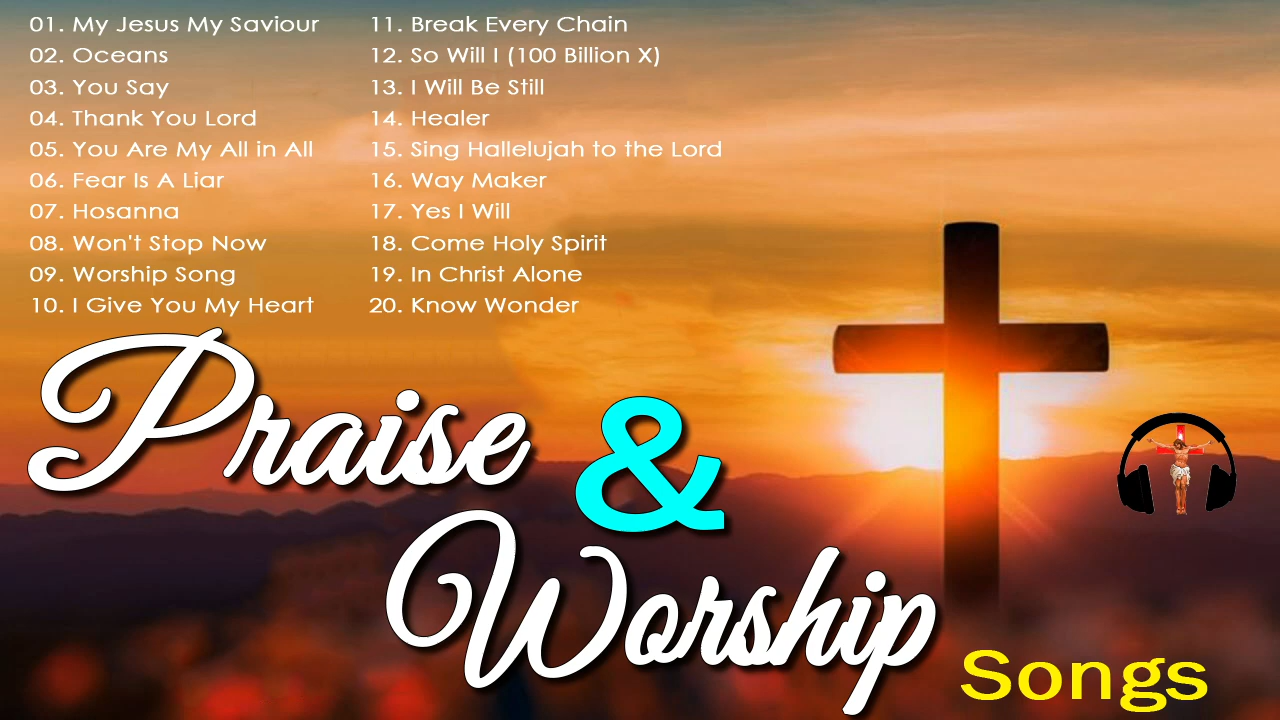 01. My Jesus My Saviour
02. Oceans
03. You Say
04. Thank You Lord
05. You Are My All in All
06. Fear Is A Liar
07. Hosanna
08. Won't Stop Now
09. Worship Song
10. I Give You My Heart
11. Break Every Chain
12. So Will I (100 Billion X)
13. I Will Be Still
14. Healer
15. Sing Hallelujah to the Lord
16. Way Maker
17. Yes I Will
18. Come Holy Spirit
19. In Christ Alone
20. Know Wonder
Praise &
Worship
Songs